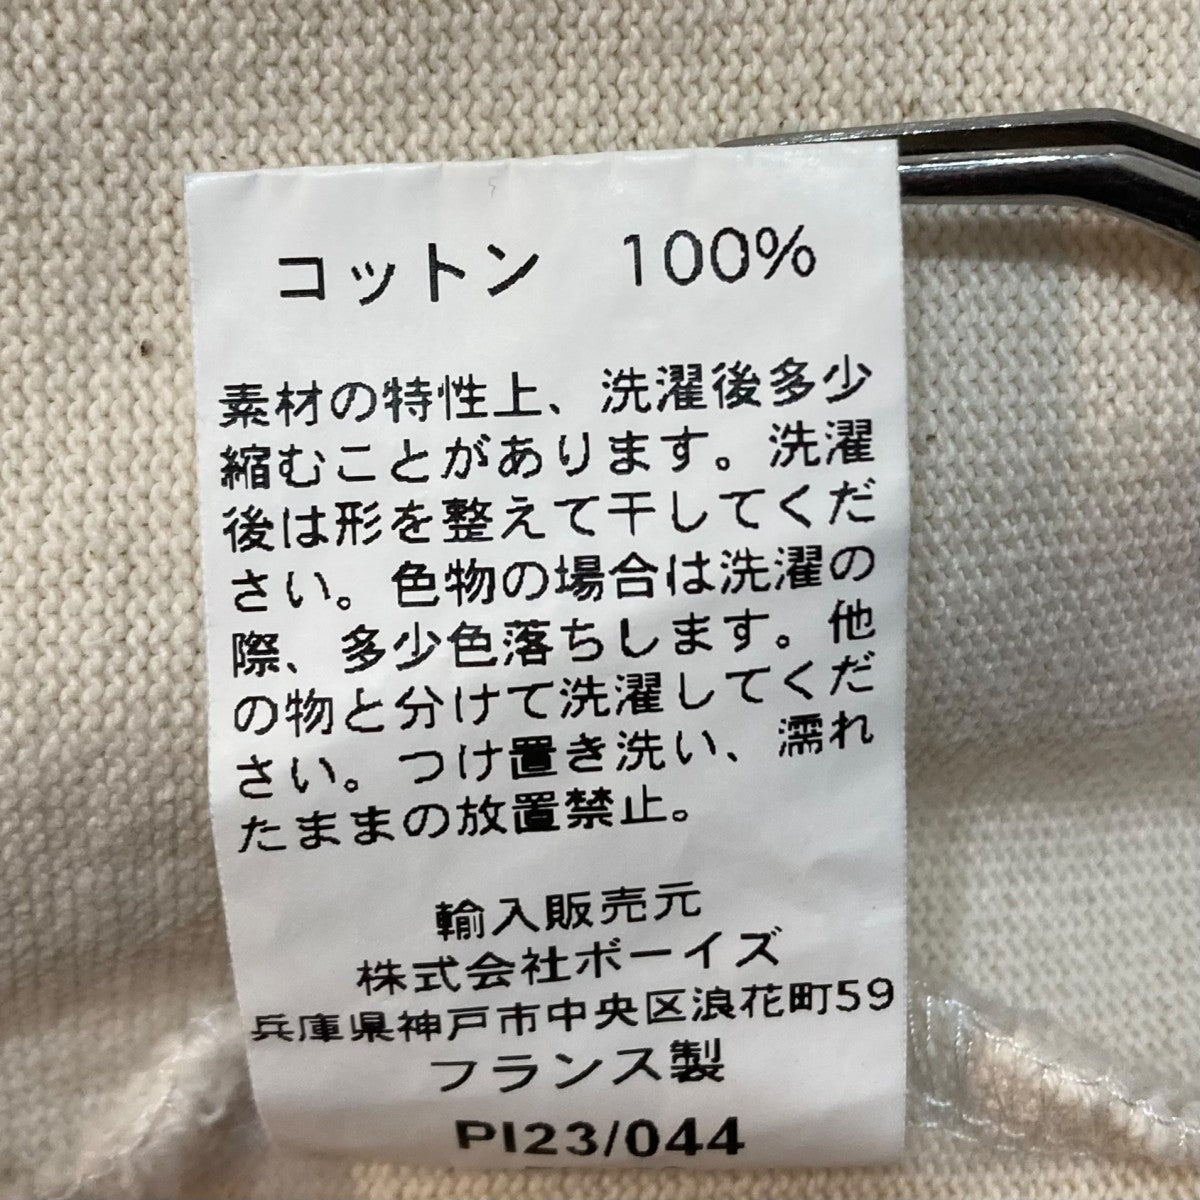 コットン　100%
素材の特性上、洗濯後多少
縮むことがあります。洗濯
後は形を整えて干してくだ
さい。色物の場合は洗濯の
際、多少色落ちします。他
の物と分けて洗濯してくだ
さい。つけ置き洗い、濡れ
たままの放置禁止。
輸入販売元
株式会社ボーイズ
兵庫県神戸市中央区浪花町59
フランス製
PI23/044